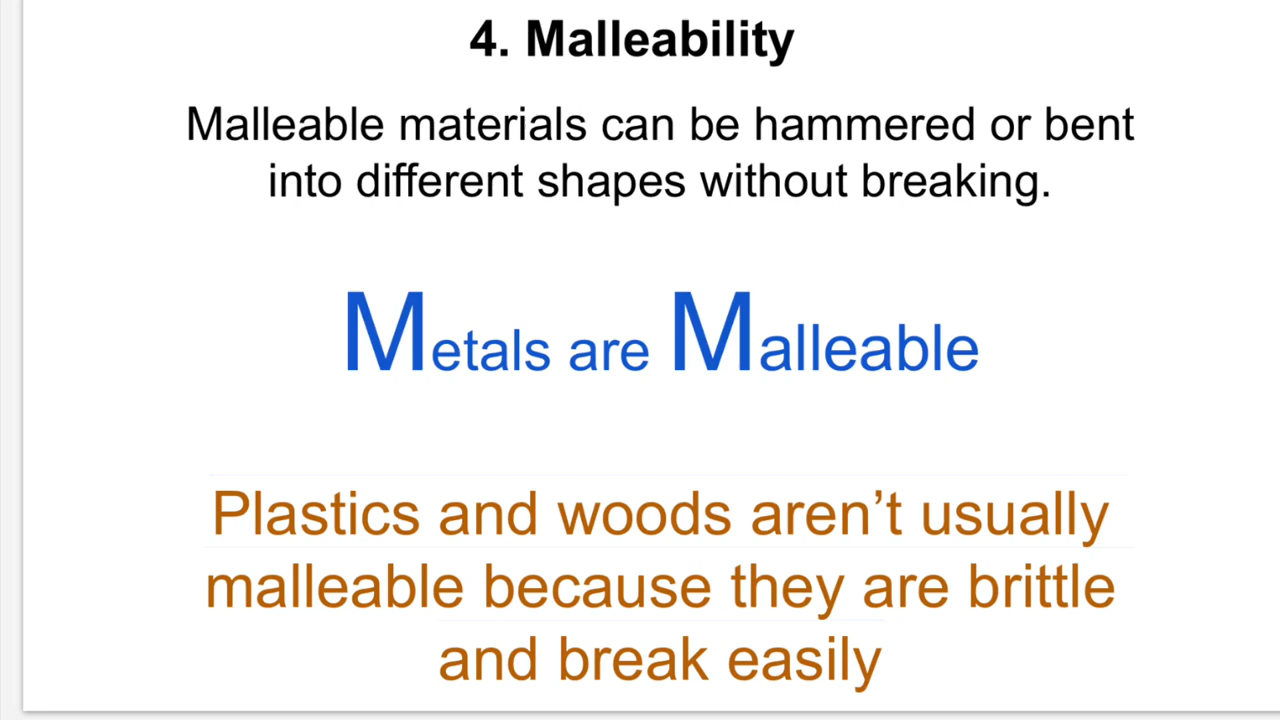 4. Malleability
Malleable materials can be hammered or bent
into different shapes without breaking.
Metals are Malleable
Plastics and woods aren’t usually
malleable because they are brittle
and break easily